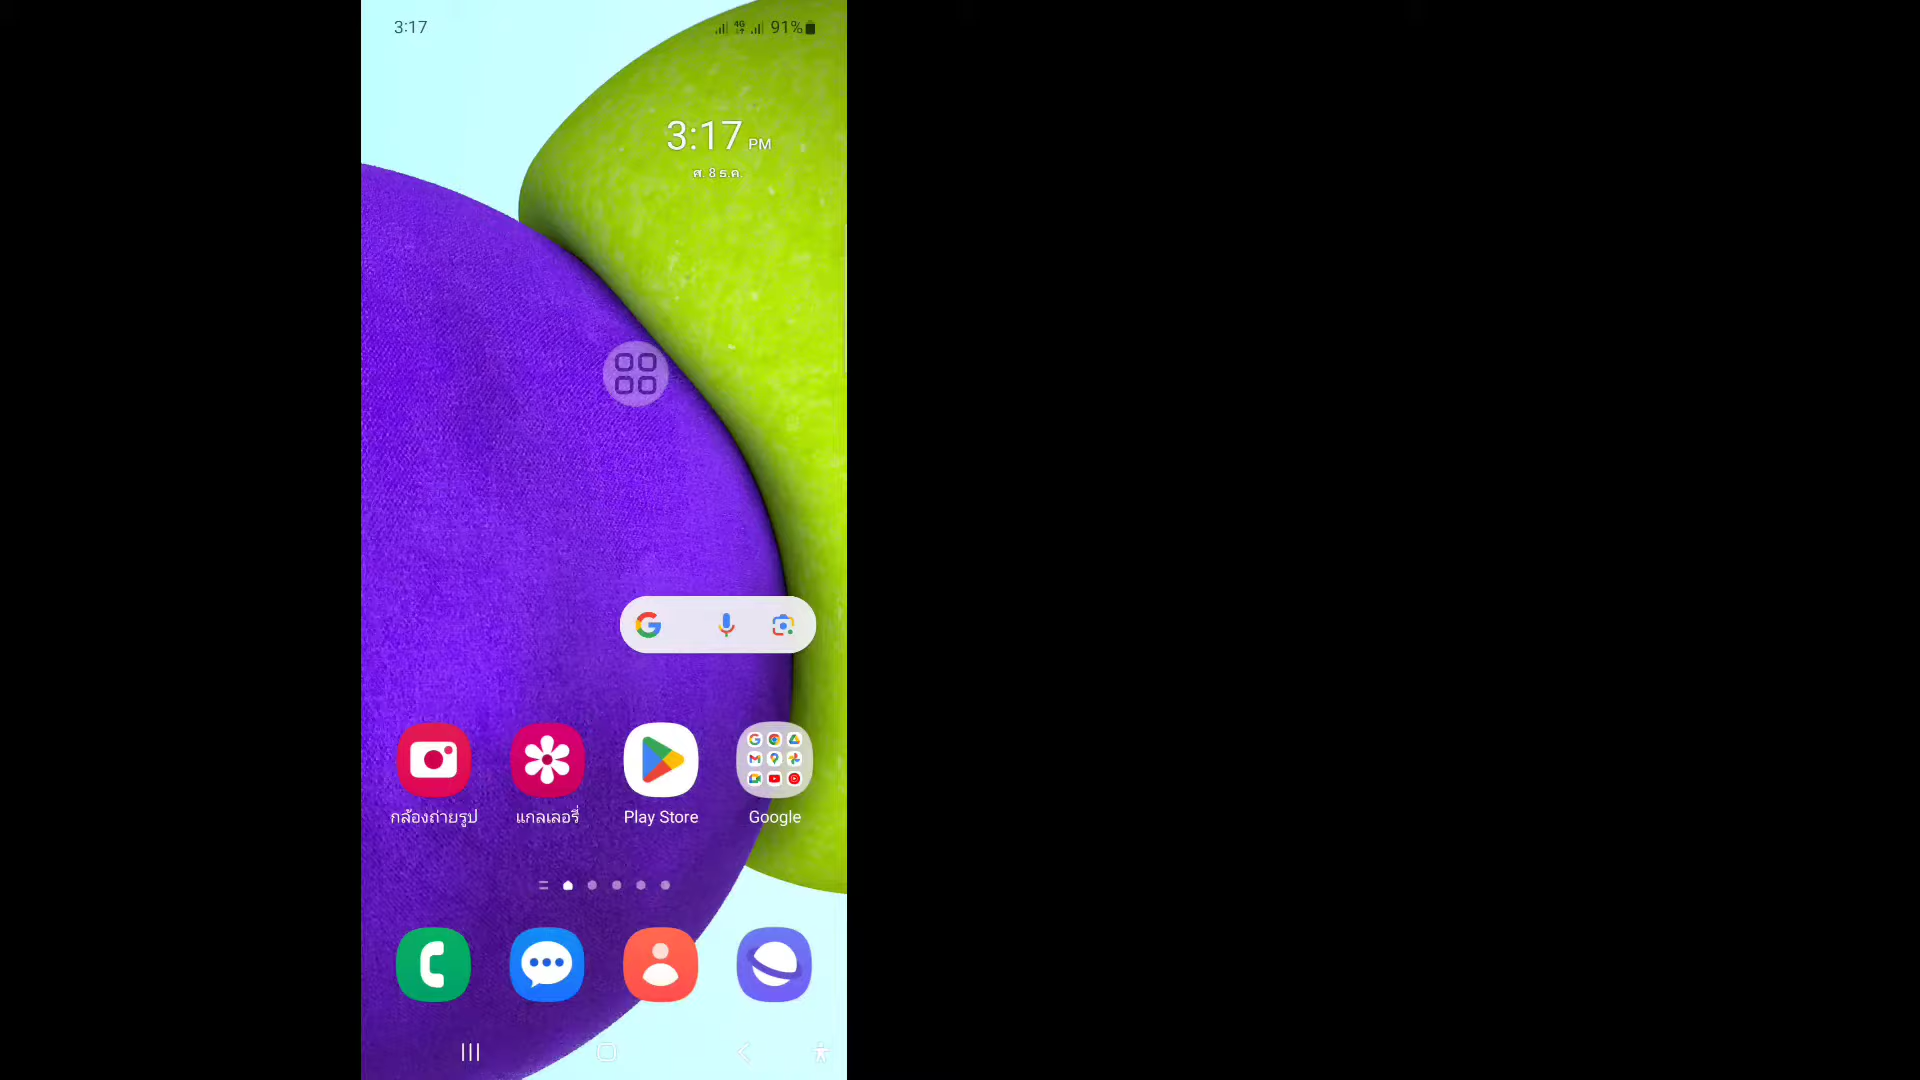 3:17
4G
91%
3:17 PM
ศ. 8 ธ.ค.
กล้องถ่ายรูป
แกลเลอรี่
Play Store
Google